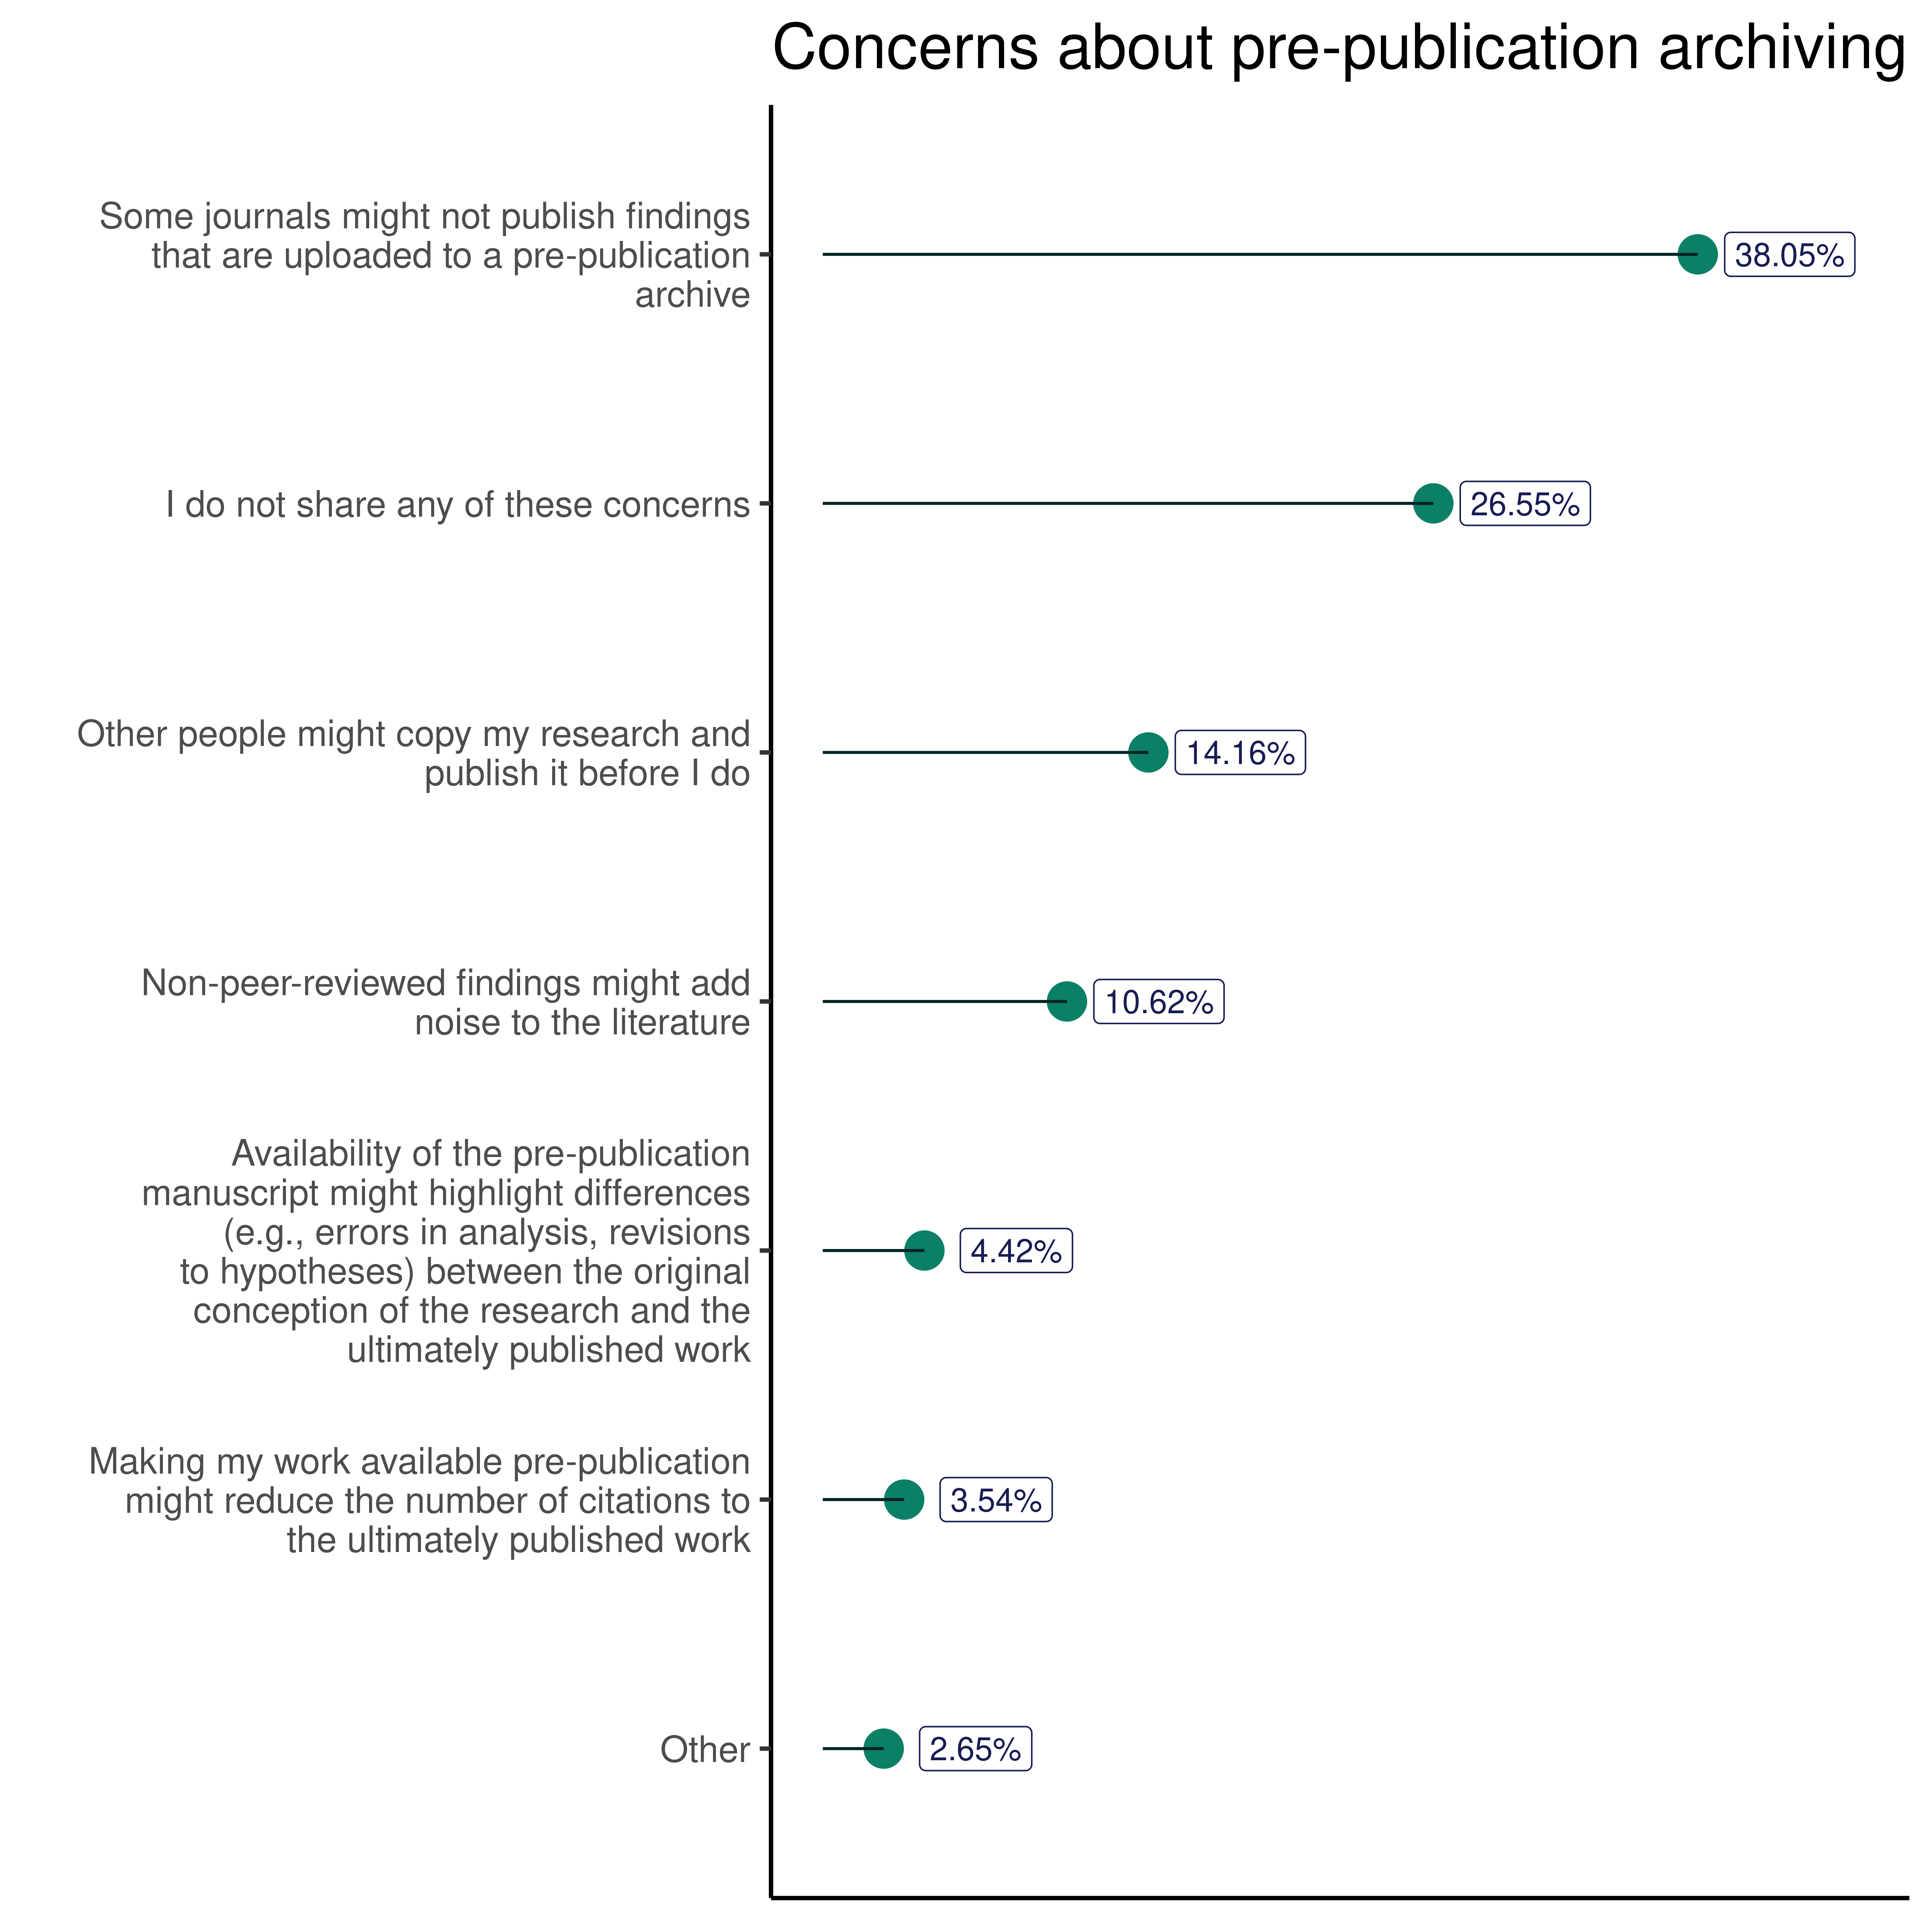 Concerns about pre-publication archiving
Some journals might not publish findings
that are uploaded to a pre-publication
archive
38.05%
I do not share any of these concerns
26.55%
Other people might copy my research and
publish it before I do
14.16%
Non-peer-reviewed findings might add
noise to the literature
10.62%
Availability of the pre-publication
manuscript might highlight differences
(e.g., errors in analysis, revisions
to hypotheses) between the original
conception of the research and the
ultimately published work
4.42%
Making my work available pre-publication
might reduce the number of citations to
the ultimately published work
3.54%
Other
2.65%